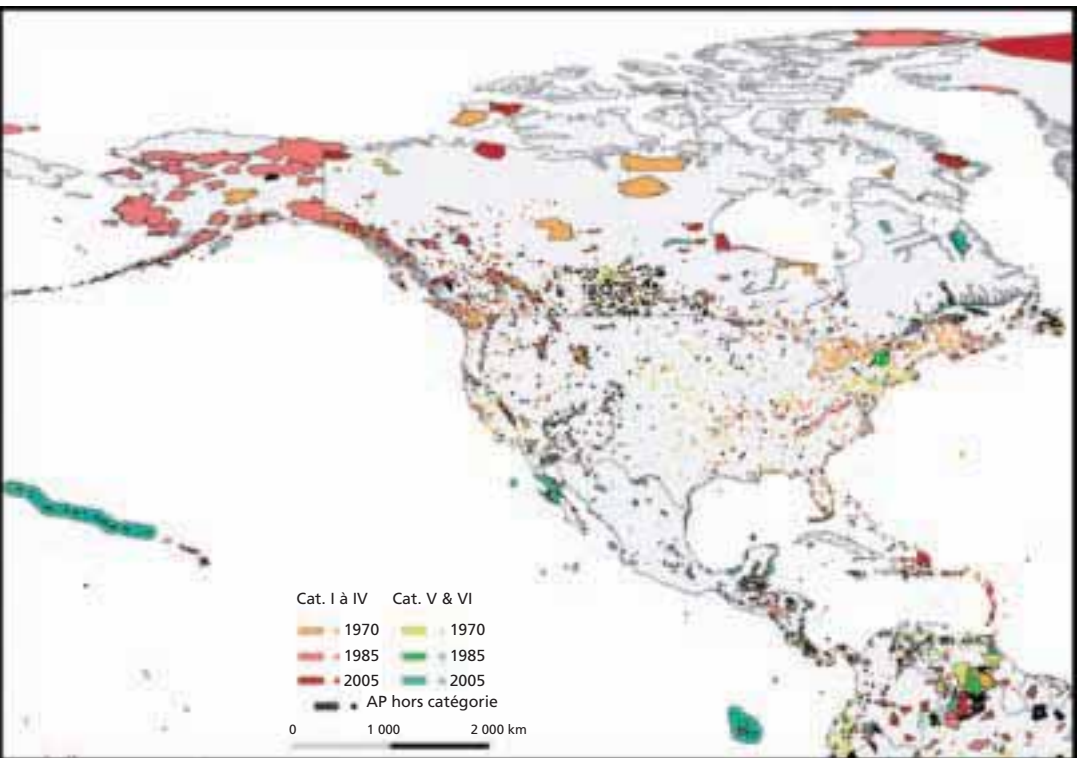 Cat. I à IV Cat. V & VI
1970 1970
1985 1985
2005 2005
AP hors catégorie
0 1 000 2 000 km